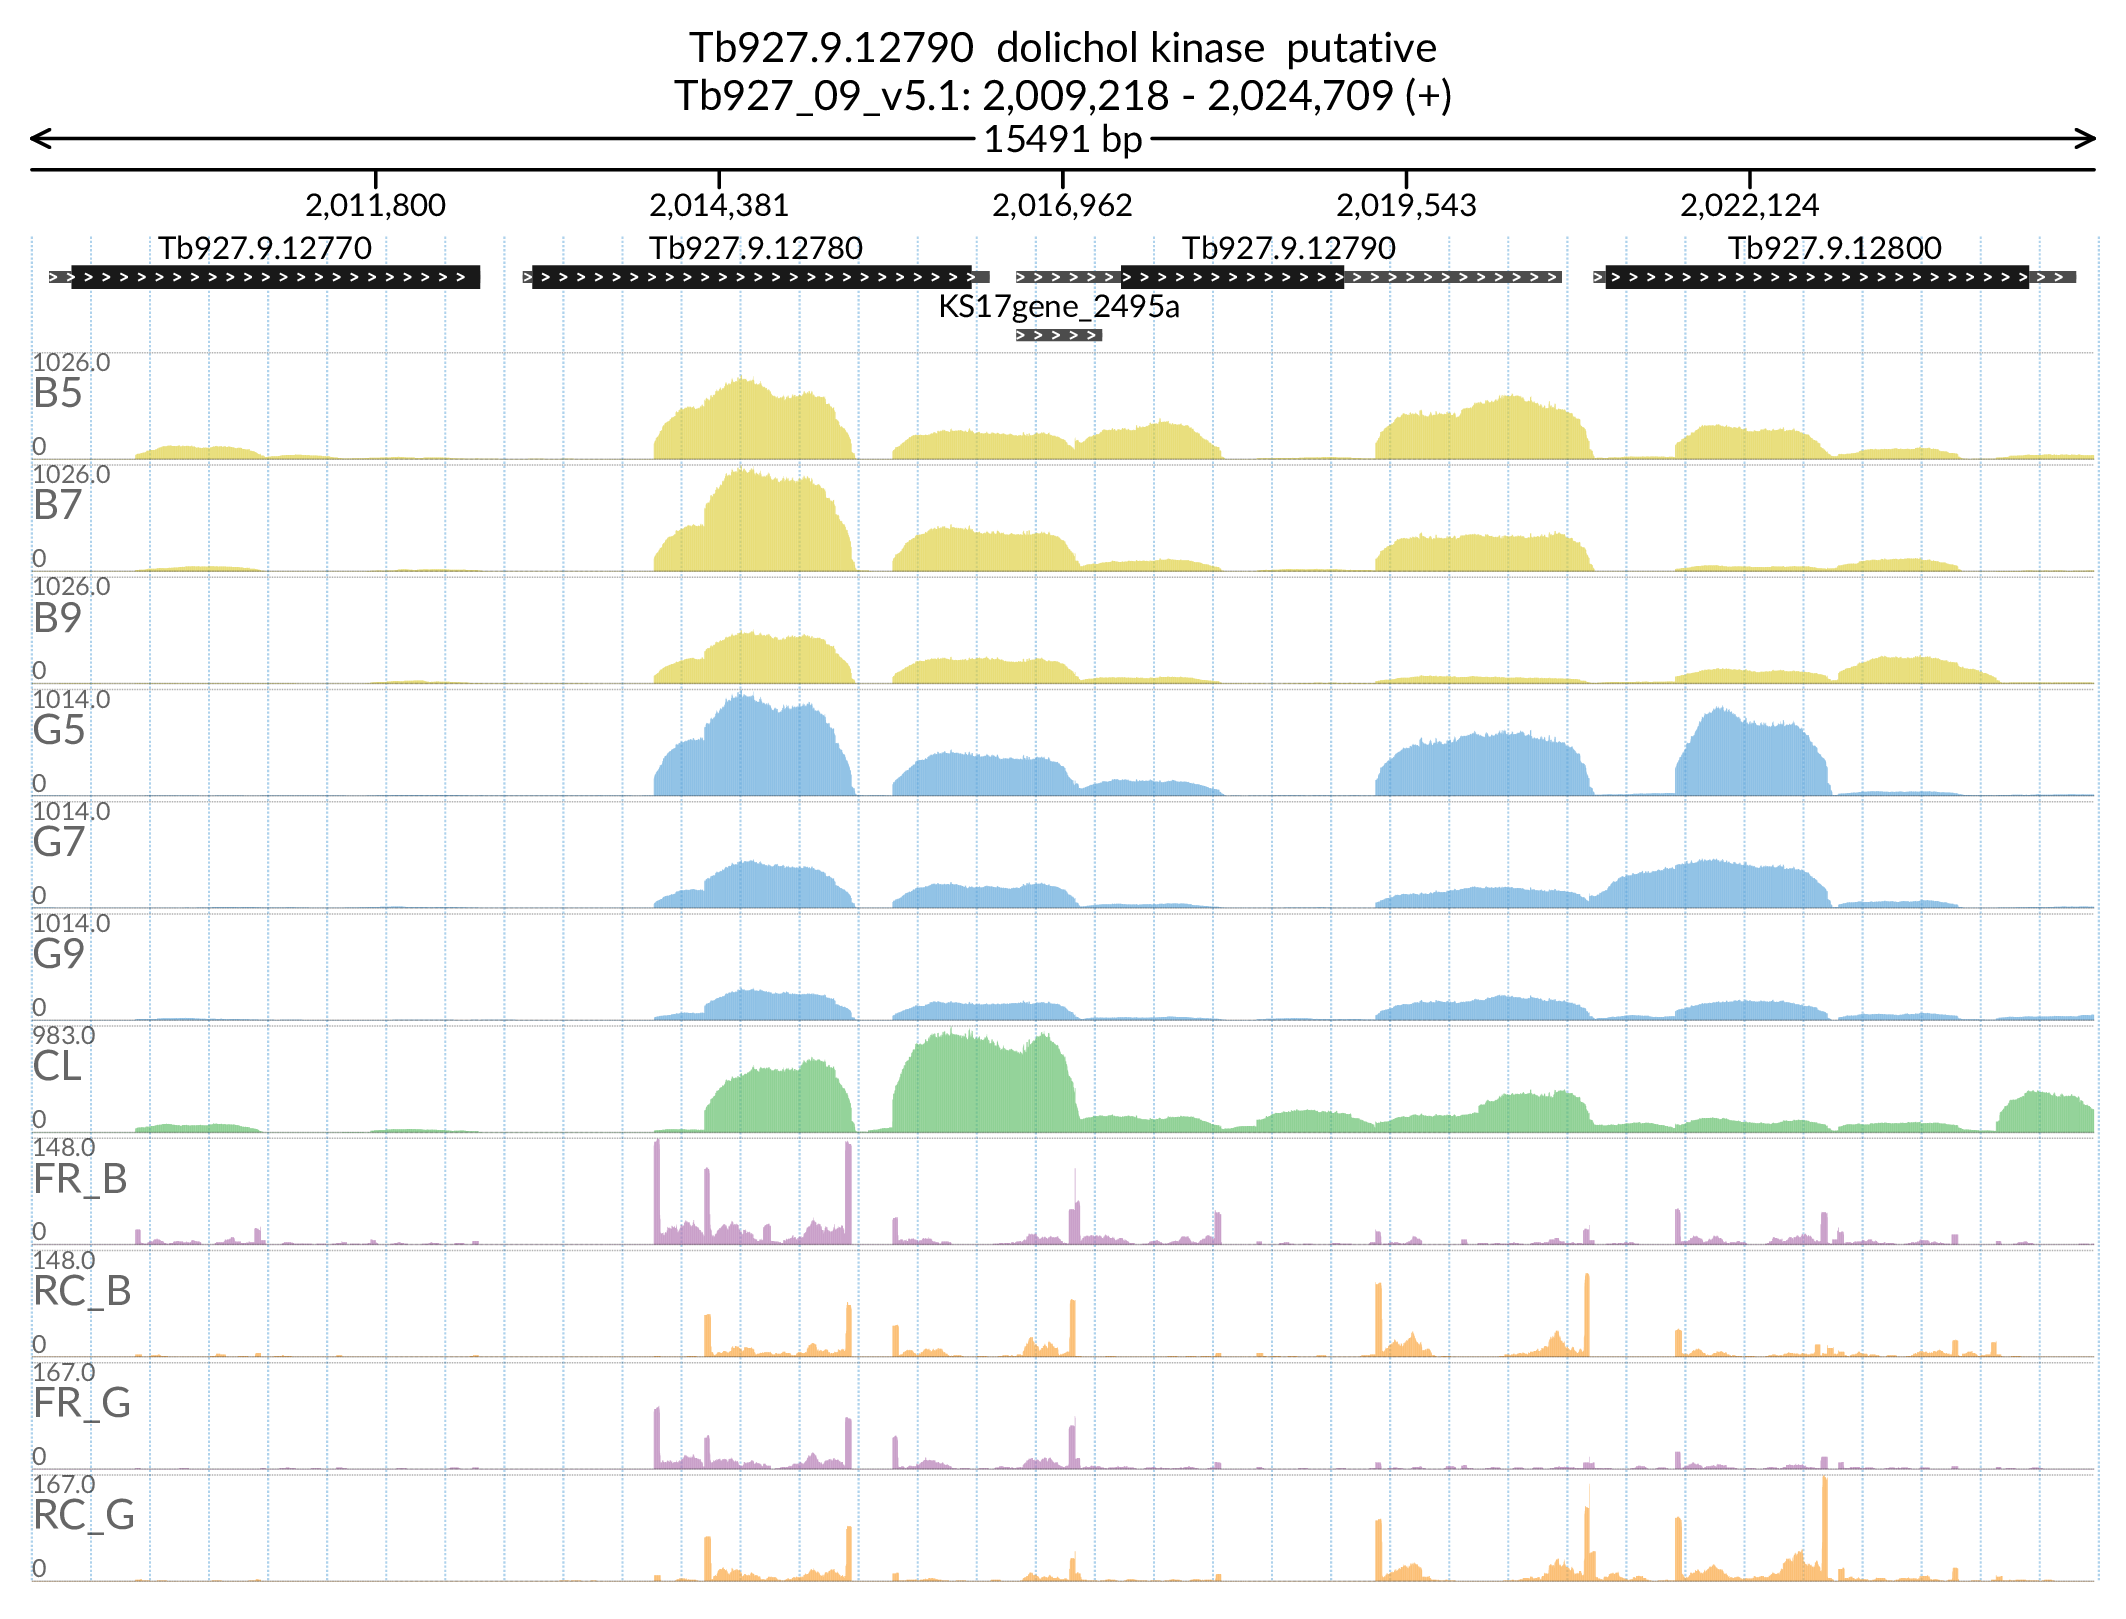 Tb927.9.12790  dolichol kinase  putative
Tb927_09_v5.1: 2,009,218 - 2,024,709 (+)
15491 bp
2,011,800 2,014,381 2,016,962 2,019,543 2,022,124
Tb927.9.12770 Tb927.9.12780 Tb927.9.12790 Tb927.9.12800
KS17gene_2495a
1026.0
B5
0
1026.0
B7
0
1026.0
B9
0
1014.0
G5
0
1014.0
G7
0
1014.0
G9
0
983.0
CL
0
148.0
FR_B
0
148.0
RC_B
0
167.0
FR_G
0
167.0
RC_G
0